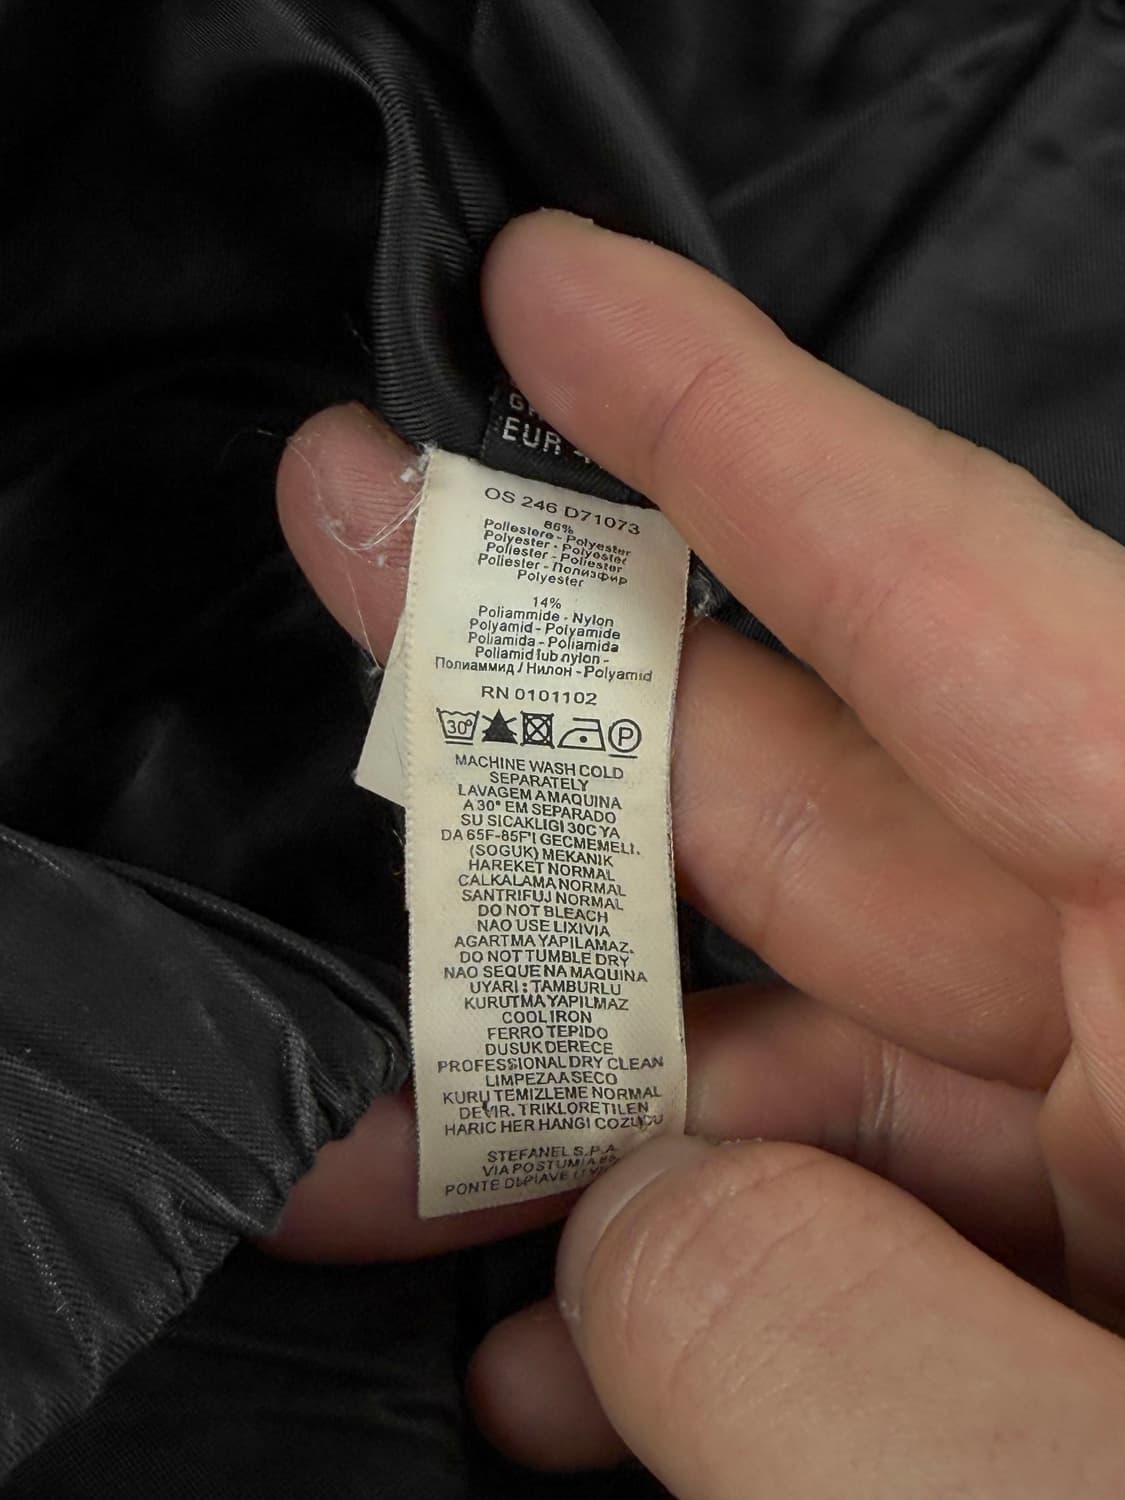 EUR
OS 246 D71073
86%
Poliestere - Polyester
Polyester - Polyester
Poliester - Poliester
Poliester - Полиэфир
Polyester
14%
Poliammide - Nylon
Polyamid - Polyamide
Poliamida - Poliamida
Poliamid lub nylon -
Полиаммид / Нилон - Polyamid
RN 0101102
30° P
MACHINE WASH COLD
SEPARATELY
LAVAGEM A MAQUINA
A 30° EM SEPARADO
SU SICAKLIGI 30C YA
DA 65F-85F'I GECMEMELI.
(SOGUK) MEKANIK
HAREKET NORMAL
CALKALAMA NORMAL
SANTRIFUJ NORMAL
DO NOT BLEACH
NAO USE LIXIVIA
AGARTMA YAPILAMAZ.
DO NOT TUMBLE DRY
NAO SEQUE NA MAQUINA
UYARI : TAMBURLU
KURUTMA YAPILMAZ
COOL IRON
FERRO TEPIDO
DUSUK DERECE
PROFESSIONAL DRY CLEAN
LIMPEZA A SECO
KURU TEMIZLEME NORMAL
DEVIR. TRIKLORETILEN
HARIC HER HANGI COZUCU
STEFANEL S.P.A.
VIA POSTUMIA
PONTE DI PIAVE